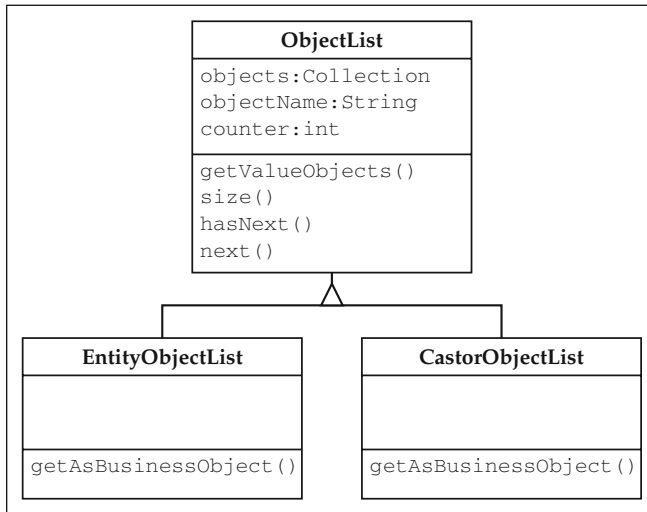 ObjectList
objects:Collection
objectName:String
counter:int
getValueObjects()
size()
hasNext()
next()
EntityObjectList
getAsBusinessObject()
CastorObjectList
getAsBusinessObject()